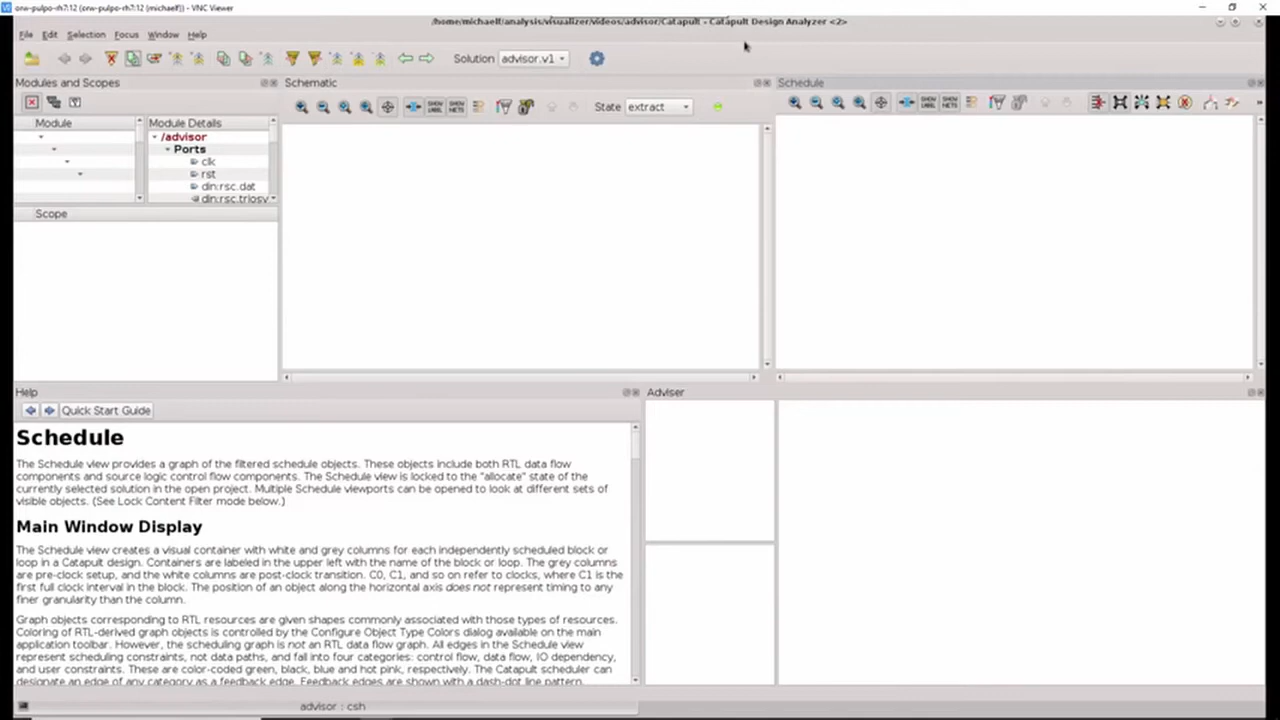 orw-pulpo-rh7:12 (orw-pulpo-rh7:12 (michaelf)) - VNC Viewer
/home/michaelf/analysis/visualizer/videos/advisor/Catapult - Catapult Design Analyzer <2>
File Edit Selection Focus Window Help
Solution advisor.v1
Modules and Scopes
Schematic
Schedule
State extract
SHOW LABEL SHOW NETS
SHOW LABEL SHOW NETS
Module
Module Details
/advisor
Ports
clk
rst
din:rsc.dat
din:rsc.triosy
Scope
Help
Adviser
Quick Start Guide
Schedule
The Schedule view provides a graph of the filtered schedule objects. These objects include both RTL data flow
components and source logic control flow components. The Schedule view is locked to the "allocate" state of the
currently selected solution in the open project. Multiple Schedule viewports can be opened to look at different sets of
visible objects. (See Lock Content Filter mode below.)
Main Window Display
The Schedule view creates a visual container with white and grey columns for each independently scheduled block or
loop in a Catapult design. Containers are labeled in the upper left with the name of the block or loop. The grey columns
are pre-clock setup, and the white columns are post-clock transition. C0, C1, and so on refer to clocks, where C1 is the
first full clock interval in the block. The position of an object along the horizontal axis does not represent timing to any
finer granularity than the column.
Graph objects corresponding to RTL resources are given shapes commonly associated with those types of resources.
Coloring of RTL-derived graph objects is controlled by the Configure Object Type Colors dialog available on the main
application toolbar. However, the scheduling graph is not an RTL data flow graph. All edges in the Schedule view
represent scheduling constraints, not data paths, and fall into four categories: control flow, data flow, IO dependency,
and user constraints. These are color-coded green, black, blue and hot pink, respectively. The Catapult scheduler can
designate an edge of any category as a feedback edge. Feedback edges are shown with a dash-dot line pattern.
advisor : csh